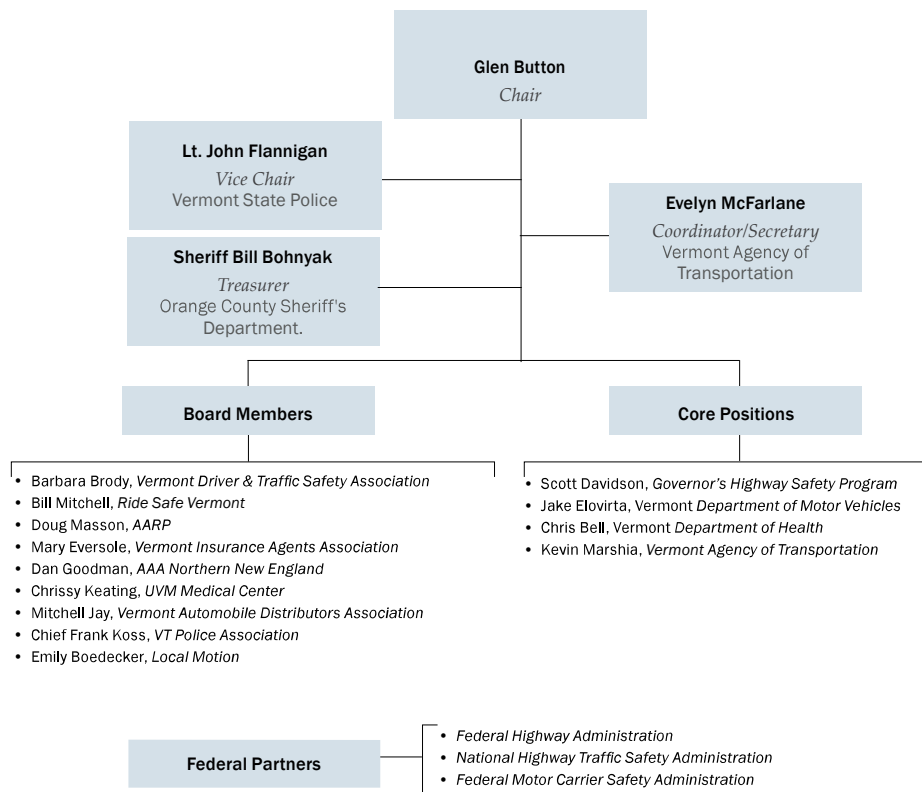 Glen Button
Chair
Lt. John Flannigan
Vice Chair
Vermont State Police
Evelyn McFarlane
Coordinator/Secretary
Vermont Agency of
Transportation
Sheriff Bill Bohnyak
Treasurer
Orange County Sheriff's
Department.
Board Members
Core Positions
• Barbara Brody, Vermont Driver & Traffic Safety Association
• Bill Mitchell, Ride Safe Vermont
• Doug Masson, AARP
• Mary Eversole, Vermont Insurance Agents Association
• Dan Goodman, AAA Northern New England
• Chrissy Keating, UVM Medical Center
• Mitchell Jay, Vermont Automobile Distributors Association
• Chief Frank Koss, VT Police Association
• Emily Boedecker, Local Motion
• Scott Davidson, Governor's Highway Safety Program
• Jake Elovirta, Vermont Department of Motor Vehicles
• Chris Bell, Vermont Department of Health
• Kevin Marshia, Vermont Agency of Transportation
Federal Partners
• Federal Highway Administration
• National Highway Traffic Safety Administration
• Federal Motor Carrier Safety Administration